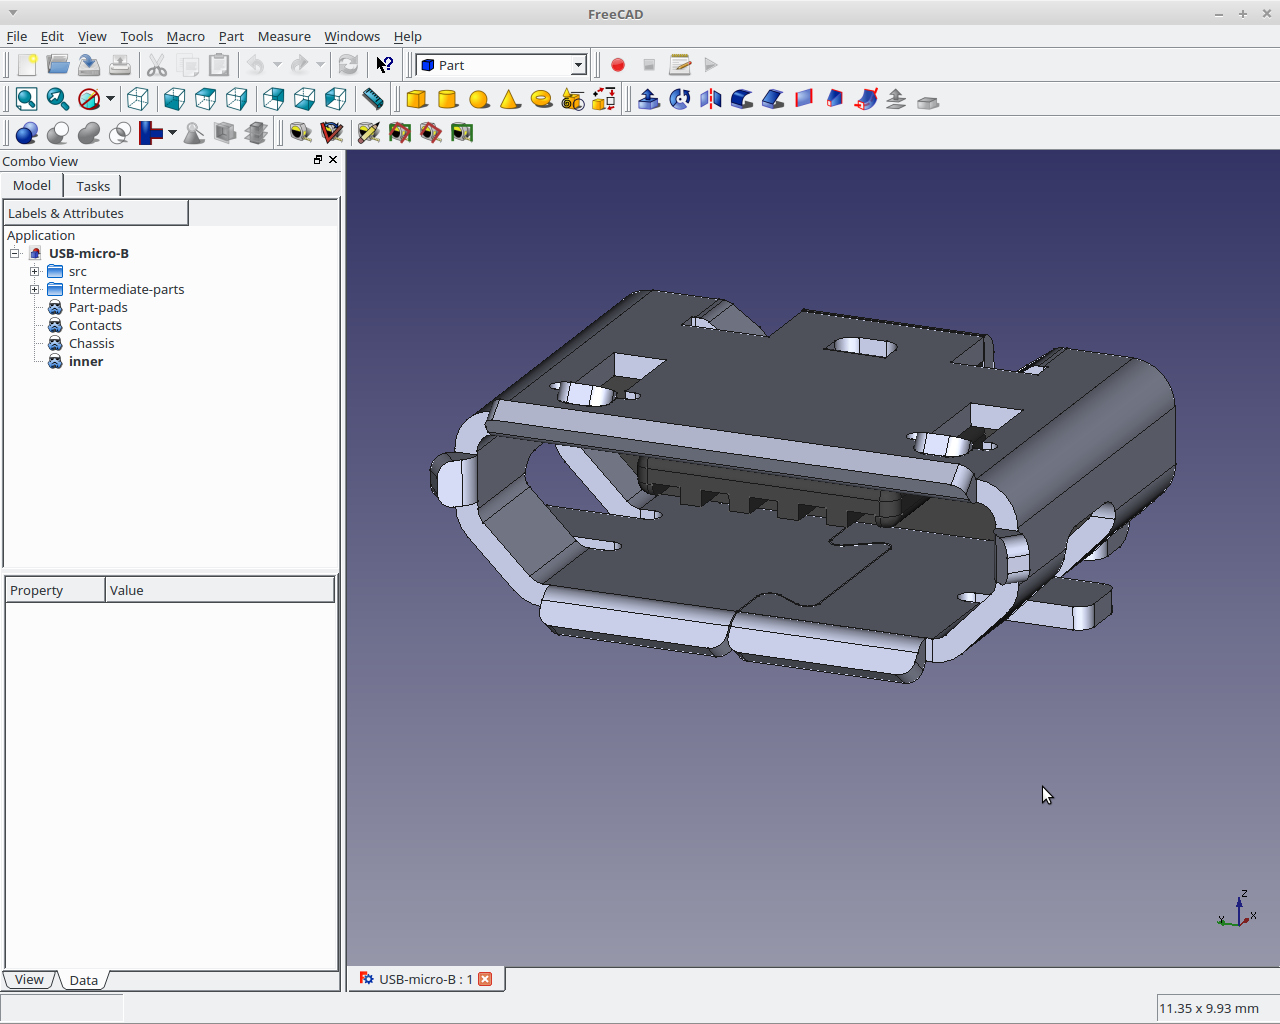 FreeCAD
File Edit View Tools Macro Part Measure Windows Help
Part
Combo View
Model Tasks
Labels & Attributes
Application
USB-micro-B
src
Intermediate-parts
Part-pads
Contacts
Chassis
inner
Property Value
View Data
USB-micro-B : 1
Z
Y
X
11.35 x 9.93 mm